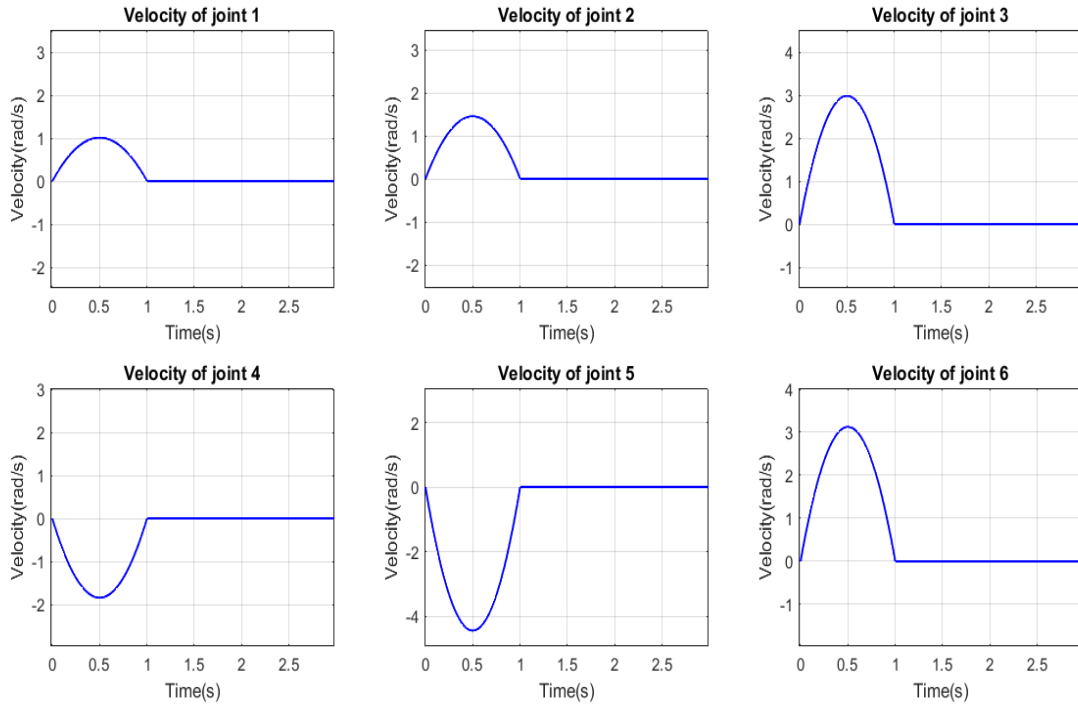 Velocity of joint 1
3
2
1
0
-1
-2
Velocity(rad/s)
0 0.5 1 1.5 2 2.5
Time(s)
Velocity of joint 2
3
2
1
0
-1
-2
Velocity(rad/s)
0 0.5 1 1.5 2 2.5
Time(s)
Velocity of joint 3
4
3
2
1
0
-1
Velocity(rad/s)
0 0.5 1 1.5 2 2.5
Time(s)
Velocity of joint 4
3
2
1
0
-1
-2
Velocity(rad/s)
0 0.5 1 1.5 2 2.5
Time(s)
Velocity of joint 5
2
0
-2
-4
Velocity(rad/s)
0 0.5 1 1.5 2 2.5
Time(s)
Velocity of joint 6
4
3
2
1
0
-1
Velocity(rad/s)
0 0.5 1 1.5 2 2.5
Time(s)